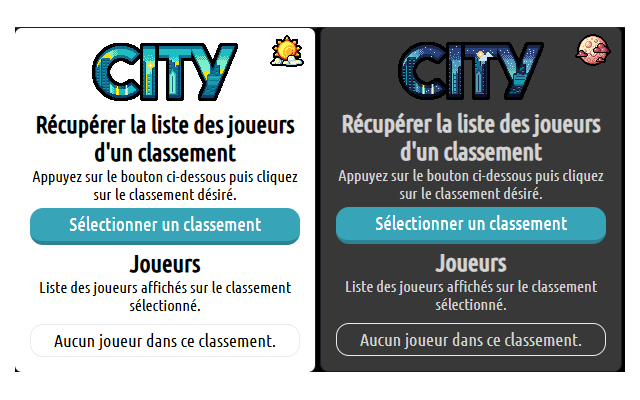 CITY
Récupérer la liste des joueurs
d'un classement
Appuyez sur le bouton ci-dessous puis cliquez
sur le classement désiré.
Sélectionner un classement
Joueurs
Liste des joueurs affichés sur le classement
sélectionné.
Aucun joueur dans ce classement.
CITY
Récupérer la liste des joueurs
d'un classement
Appuyez sur le bouton ci-dessous puis cliquez
sur le classement désiré.
Sélectionner un classement
Joueurs
Liste des joueurs affichés sur le classement
sélectionné.
Aucun joueur dans ce classement.